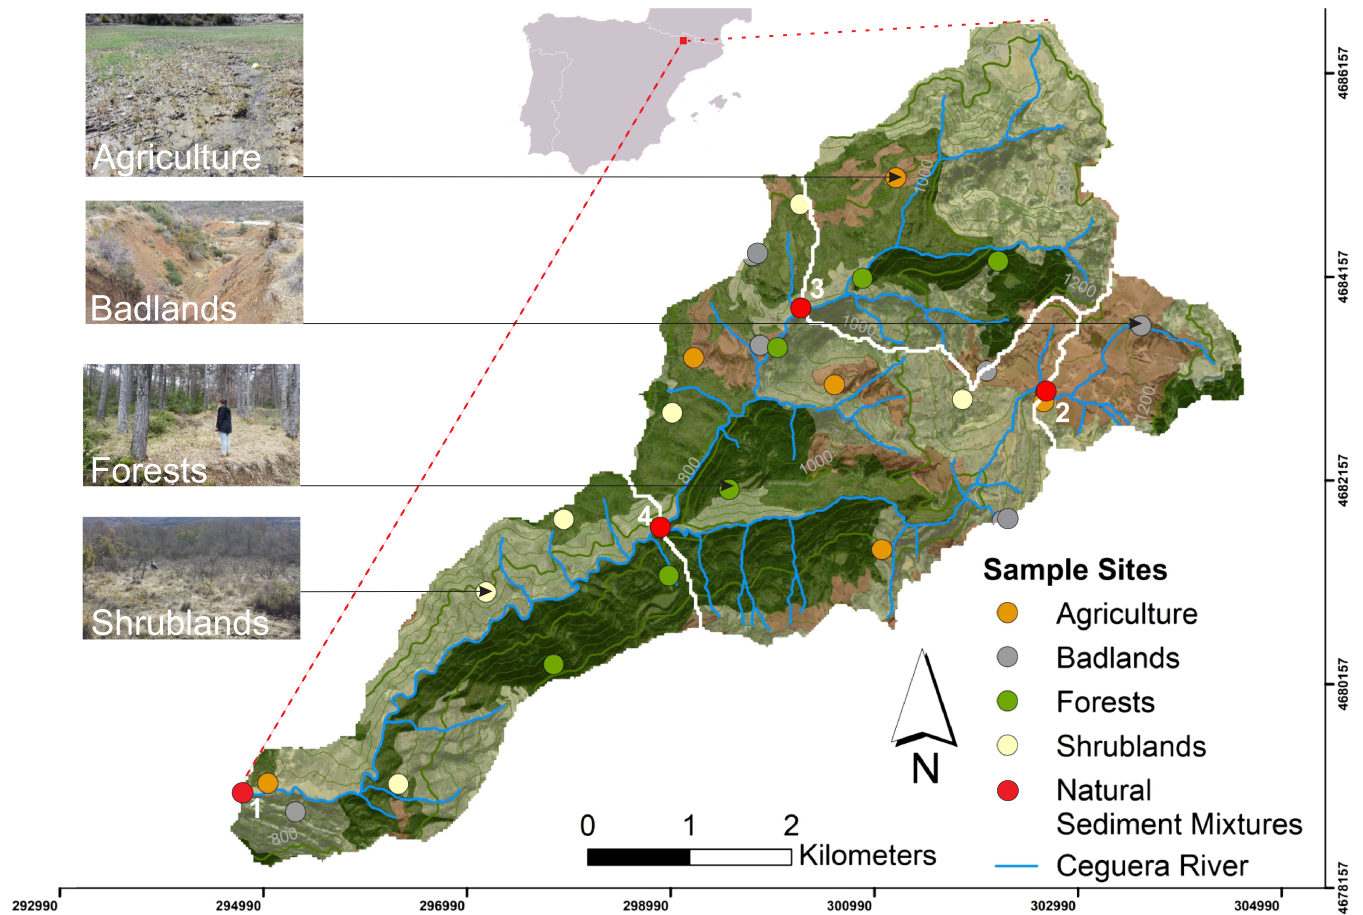 Agriculture
Badlands
Forests
Shrublands
1000
1200
1200
3
1000
2
1200
800
1000
4
1
800
Sample Sites
Agriculture
Badlands
Forests
Shrublands
Natural
Sediment Mixtures
Ceguera River
N
0 1 2
Kilometers
4686157
4684157
4682157
4680157
4678157
292990 294990 296990 298990 300990 302990 304990